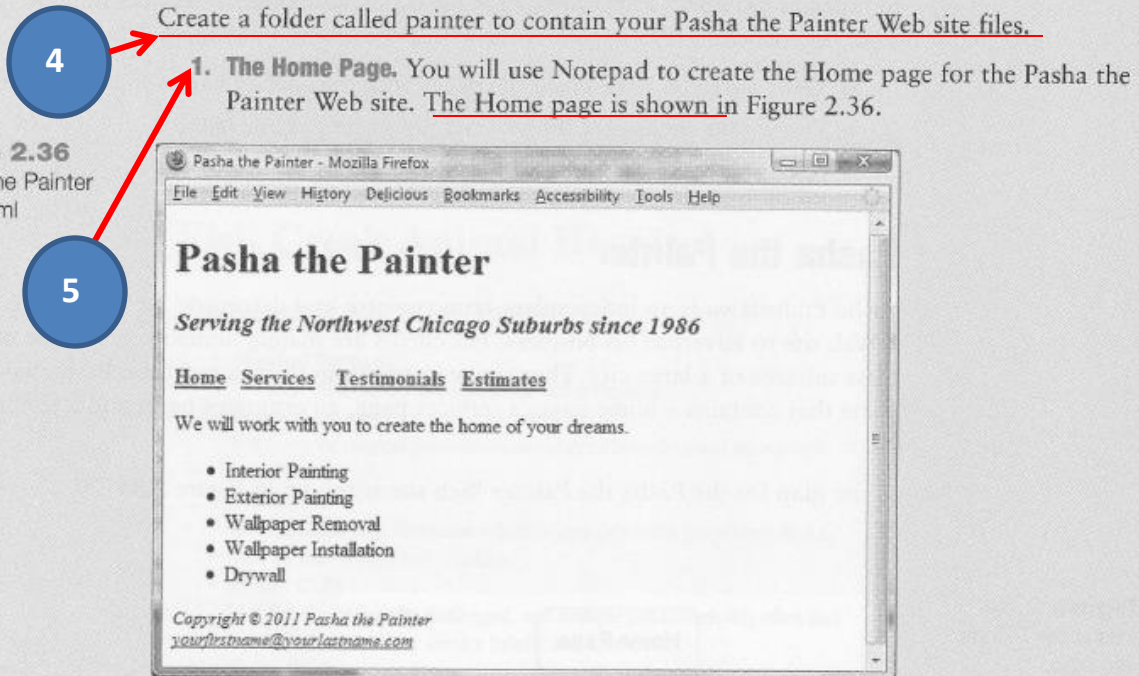 Create a folder called painter to contain your Pasha the Painter Web site files.
4
1. The Home Page. You will use Notepad to create the Home page for the Pasha the
Painter Web site. The Home page is shown in Figure 2.36.
2.36
Painter
ml
5
Pasha the Painter - Mozilla Firefox
File Edit View History Delicious Bookmarks Accessibility Tools Help
Pasha the Painter
Serving the Northwest Chicago Suburbs since 1986
Home Services Testimonials Estimates
We will work with you to create the home of your dreams.
• Interior Painting
• Exterior Painting
• Wallpaper Removal
• Wallpaper Installation
• Drywall
Copyright © 2011 Pasha the Painter
yourfirstname@yourlastname.com